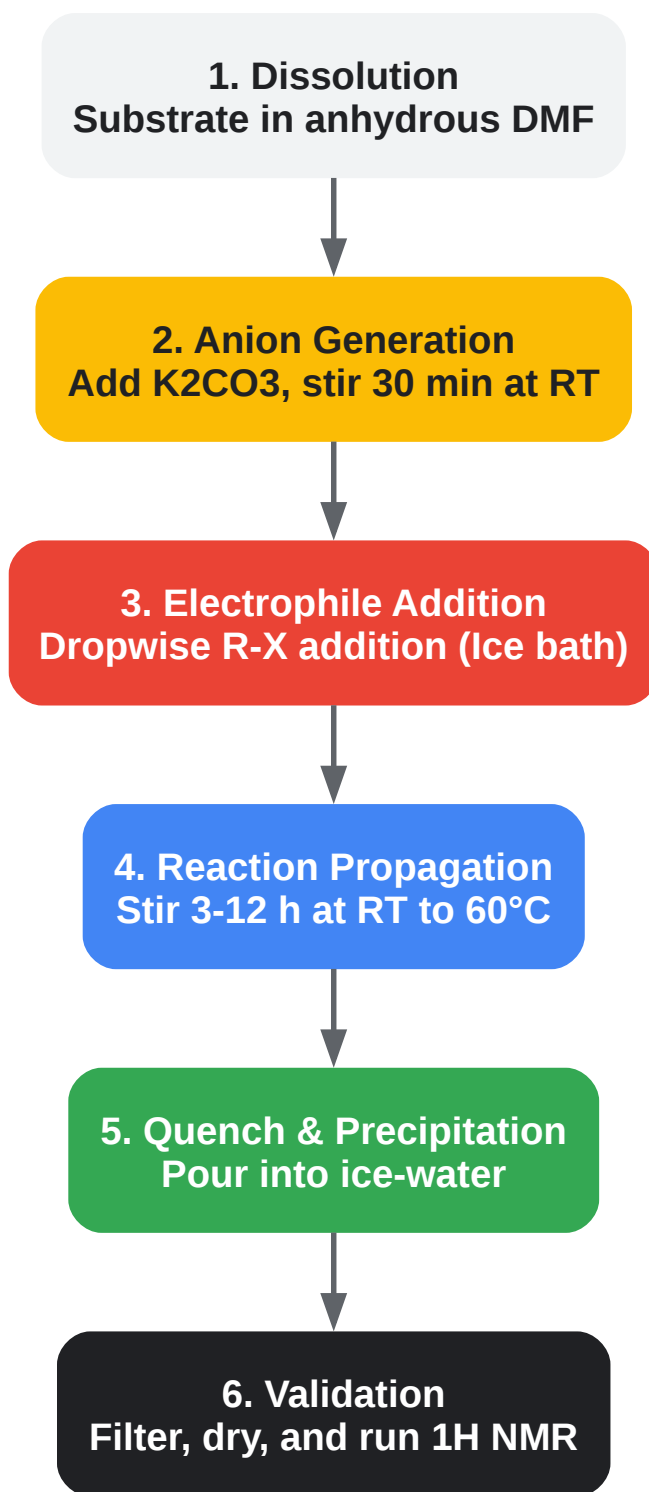 1. Dissolution
Substrate in anhydrous DMF
2. Anion Generation
Add K2CO3, stir 30 min at RT
3. Electrophile Addition
Dropwise R-X addition (Ice bath)
4. Reaction Propagation
Stir 3-12 h at RT to 60°C
5. Quench & Precipitation
Pour into ice-water
6. Validation
Filter, dry, and run 1H NMR